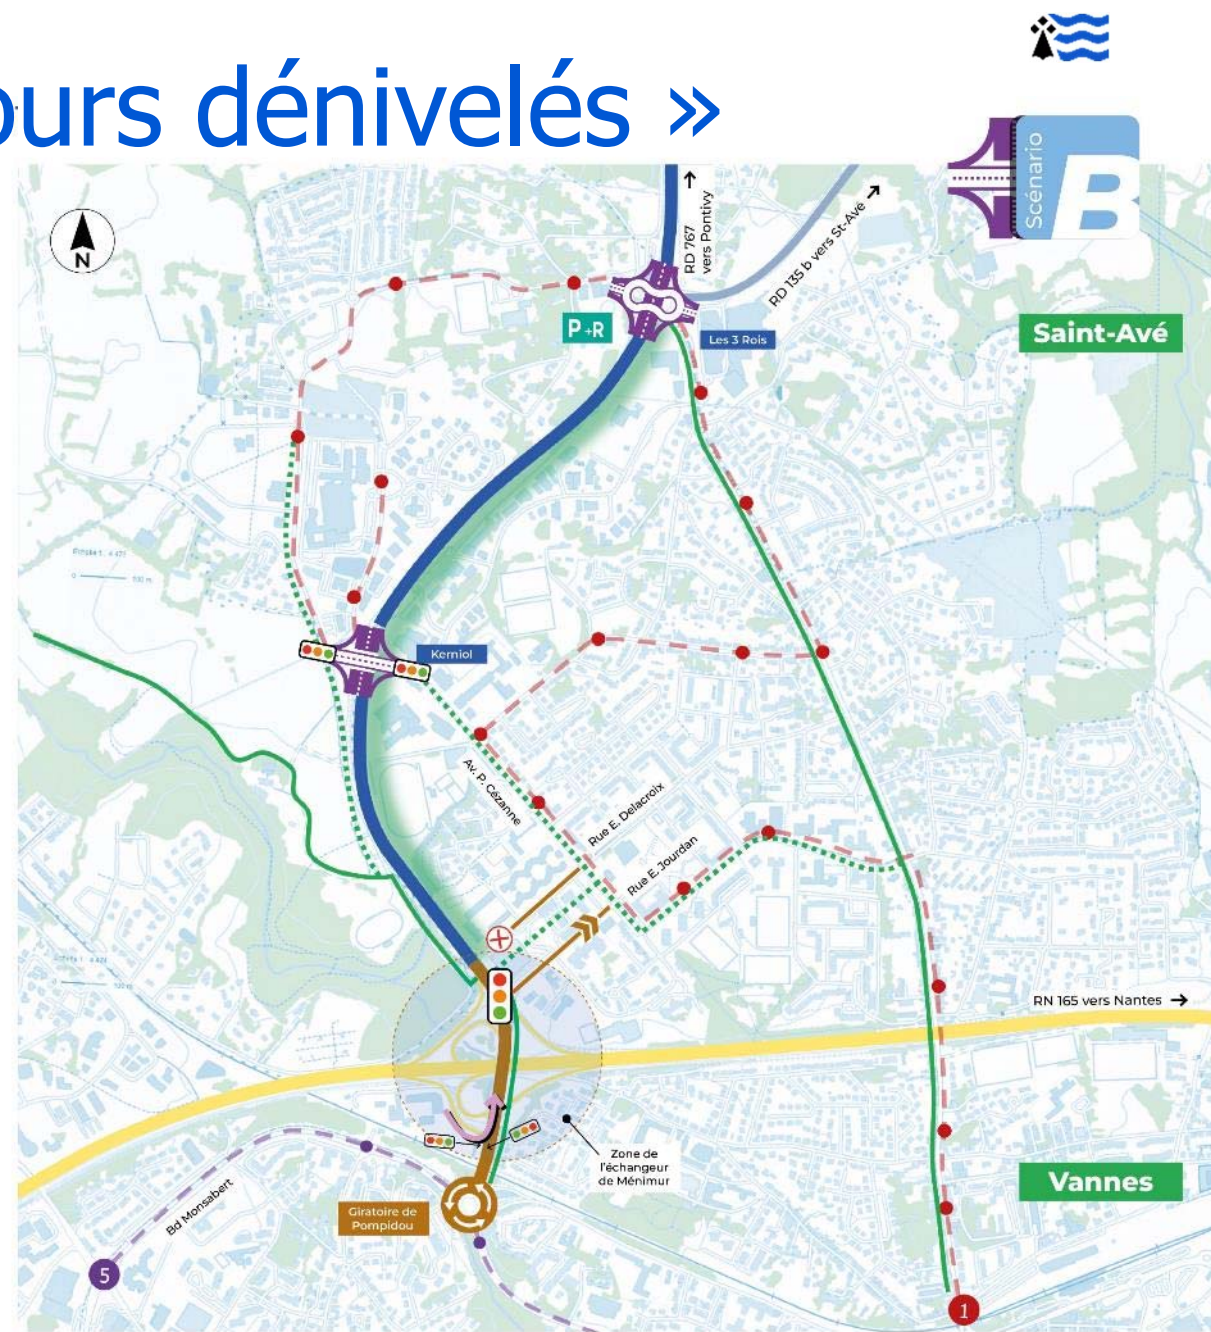 ours dénivelés »
Scénario
B
N
RD 767
vers Pontivy
RD 135 b vers St-Avé
P+R
Les 3 Rois
Saint-Avé
Kerniol
Av. P. Cézanne
Rue E. Delacroix
Rue E. Jourdan
RN 165 vers Nantes
Zone de
l'échangeur
de Ménimur
Vannes
Bd Monsabert
Giratoire de
Pompidou
5
1